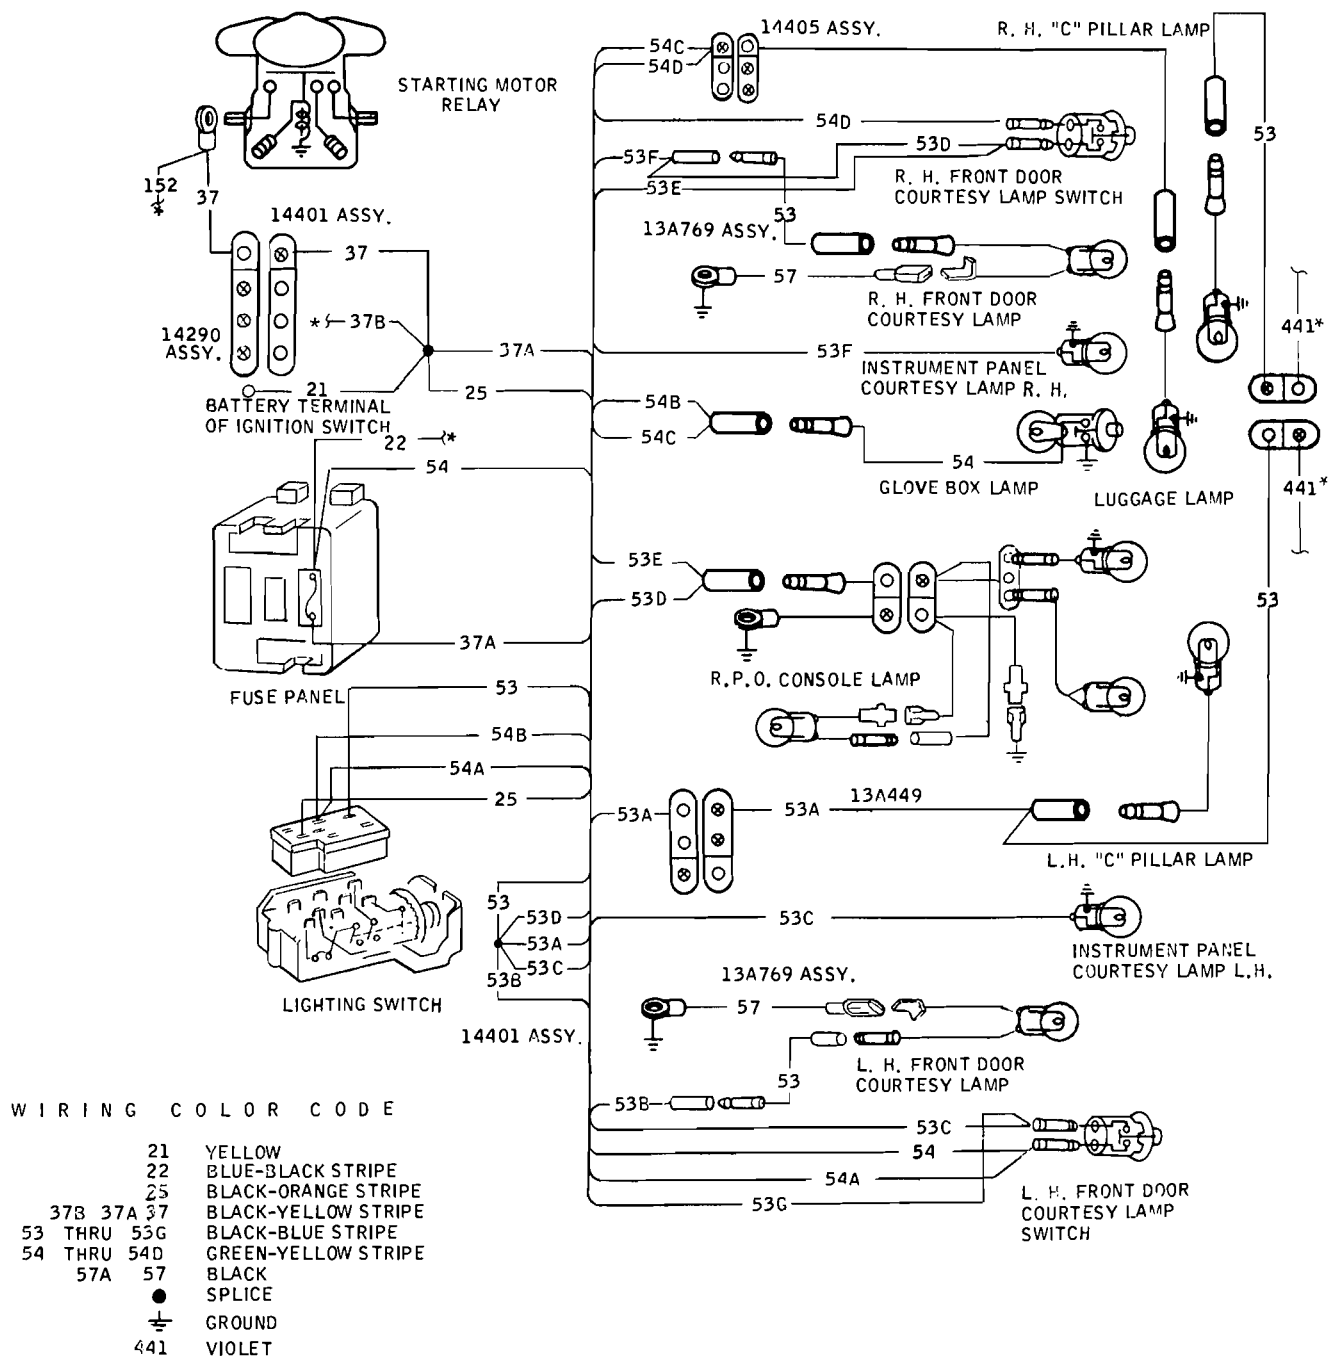 14405 ASSY.
R. H. "C" PILLAR LAMP
54C
54D
STARTING MOTOR
RELAY
54D
53
53D
53F
152
37
53E
R. H. FRONT DOOR
COURTESY LAMP SWITCH
14401 ASSY.
53
13A769 ASSY.
37
57
R. H. FRONT DOOR
COURTESY LAMP
*
37B
441*
14290
ASSY.
37A
53F
INSTRUMENT PANEL
COURTESY LAMP R. H.
21
25
BATTERY TERMINAL
OF IGNITION SWITCH
54B
54C
22
*
54
54
GLOVE BOX LAMP
LUGGAGE LAMP
441*
53E
53D
53
37A
R.P.O. CONSOLE LAMP
FUSE PANEL
53
54B
54A
25
53A
53A
13A449
L.H. "C" PILLAR LAMP
53
53D
53A
53C
53B
53C
INSTRUMENT PANEL
COURTESY LAMP L.H.
13A769 ASSY.
LIGHTING SWITCH
57
14401 ASSY.
L. H. FRONT DOOR
COURTESY LAMP
53
53B
53C
54
54A
53G
L. H. FRONT DOOR
COURTESY LAMP
SWITCH
WIRING COLOR CODE
21 YELLOW
22 BLUE-BLACK STRIPE
25 BLACK-ORANGE STRIPE
37B 37A 37 BLACK-YELLOW STRIPE
53 THRU 53G BLACK-BLUE STRIPE
54 THRU 54D GREEN-YELLOW STRIPE
57A 57 BLACK
SPLICE
GROUND
441 VIOLET